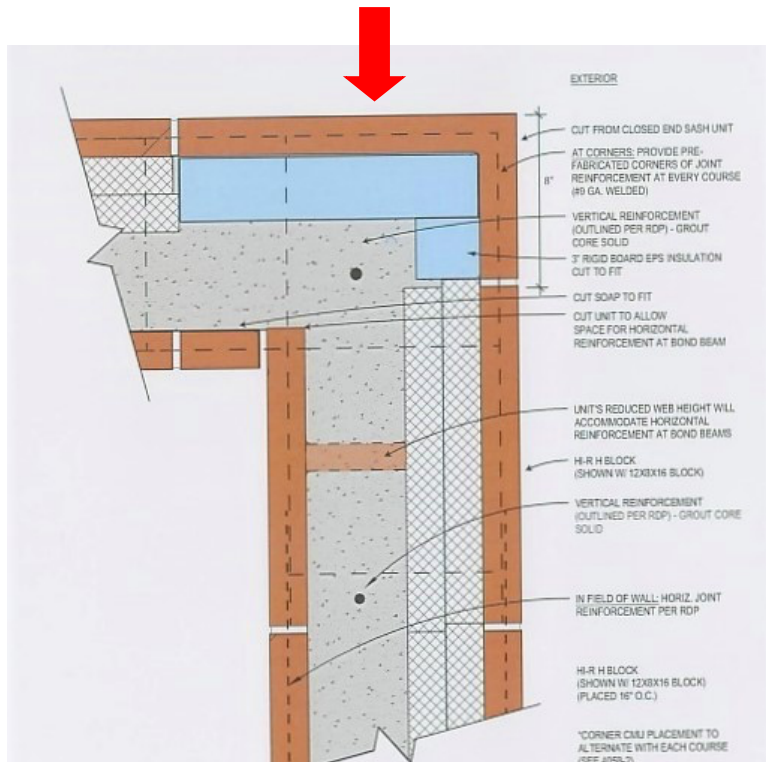 EXTERIOR
CUT FROM CLOSED END SASH UNIT
AT CORNERS: PROVIDE PRE-
FABRICATED CORNERS OF JOINT
REINFORCEMENT AT EVERY COURSE
(#9 GA. WELDED)
8"
VERTICAL REINFORCEMENT
(OUTLINED PER RDP) - GROUT
CORE SOLID
3" RIGID BOARD EPS INSULATION
CUT TO FIT
CUT SOAP TO FIT
CUT UNIT TO ALLOW
SPACE FOR HORIZONTAL
REINFORCEMENT AT BOND BEAM
UNIT'S REDUCED WEB HEIGHT WILL
ACCOMMODATE HORIZONTAL
REINFORCEMENT AT BOND BEAMS
HI-R H BLOCK
(SHOWN W/ 12X8X16 BLOCK)
VERTICAL REINFORCEMENT
(OUTLINED PER RDP) - GROUT CORE
SOLID
IN FIELD OF WALL: HORIZ. JOINT
REINFORCEMENT PER RDP
HI-R H BLOCK
(SHOWN W/ 12X8X16 BLOCK)
(PLACED 16" O.C.)
*CORNER CMU PLACEMENT TO
ALTERNATE WITH EACH COURSE
(SEE